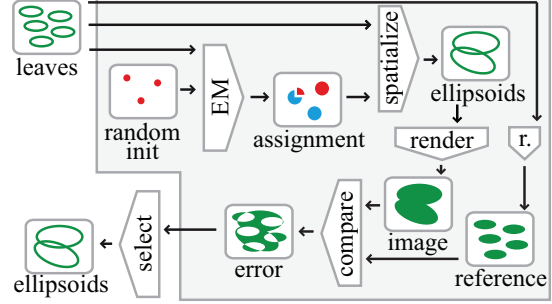 leaves
random
init
EM
assignment
spatialize
ellipsoids
render
r.
image
reference
compare
error
select
ellipsoids